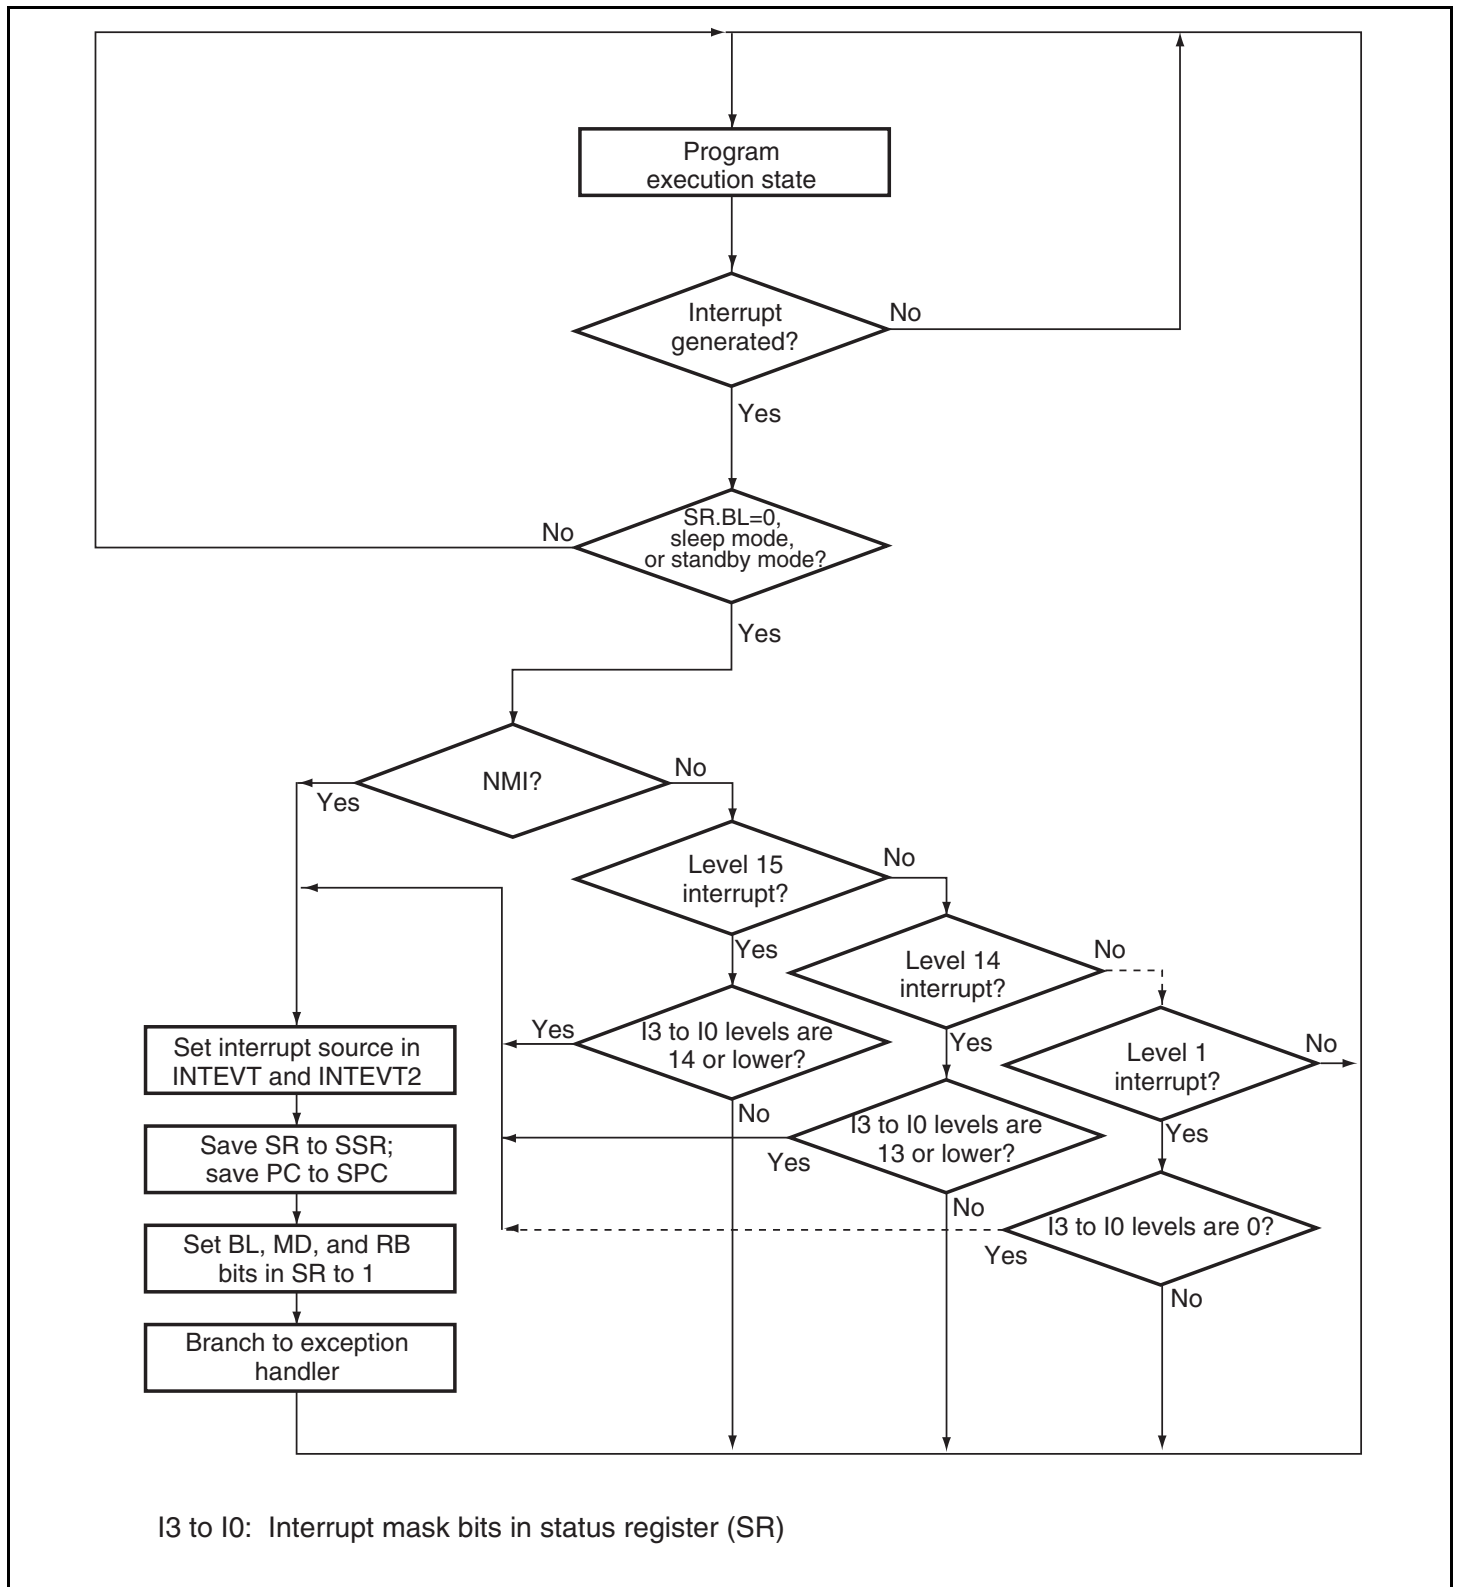 Program
execution state
Interrupt
generated?
No
Yes
SR.BL=0,
sleep mode,
or standby mode?
No
Yes
NMI?
No
Yes
Level 15
interrupt?
No
Yes
Level 14
interrupt?
No
Yes
I3 to I0 levels are
14 or lower?
Yes
No
Level 1
interrupt?
No
Yes
I3 to I0 levels are
13 or lower?
Yes
No
I3 to I0 levels are 0?
Yes
No
Set interrupt source in
INTEVT and INTEVT2
Save SR to SSR;
save PC to SPC
Set BL, MD, and RB
bits in SR to 1
Branch to exception
handler
I3 to I0: Interrupt mask bits in status register (SR)